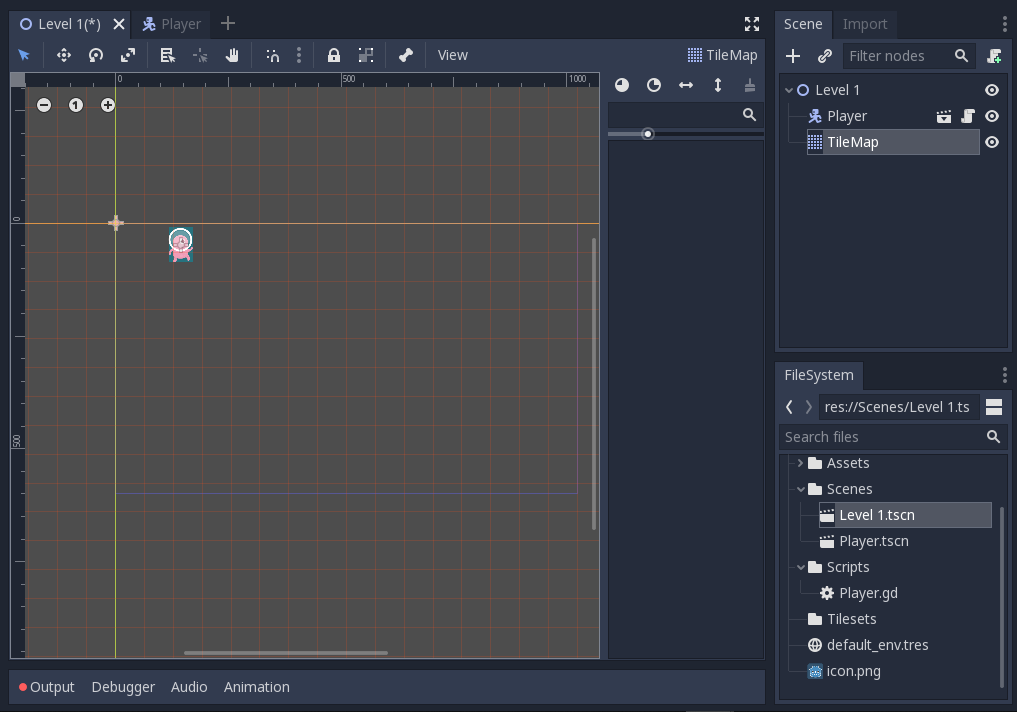 Level 1(*)
Player
Scene
Import
View
TileMap
Filter nodes
0
500
1000
1
Level 1
Player
TileMap
0
500
FileSystem
res://Scenes/Level 1.ts
Search files
Assets
Scenes
Level 1.tscn
Player.tscn
Scripts
Player.gd
Tilesets
default_env.tres
icon.png
Output
Debugger
Audio
Animation